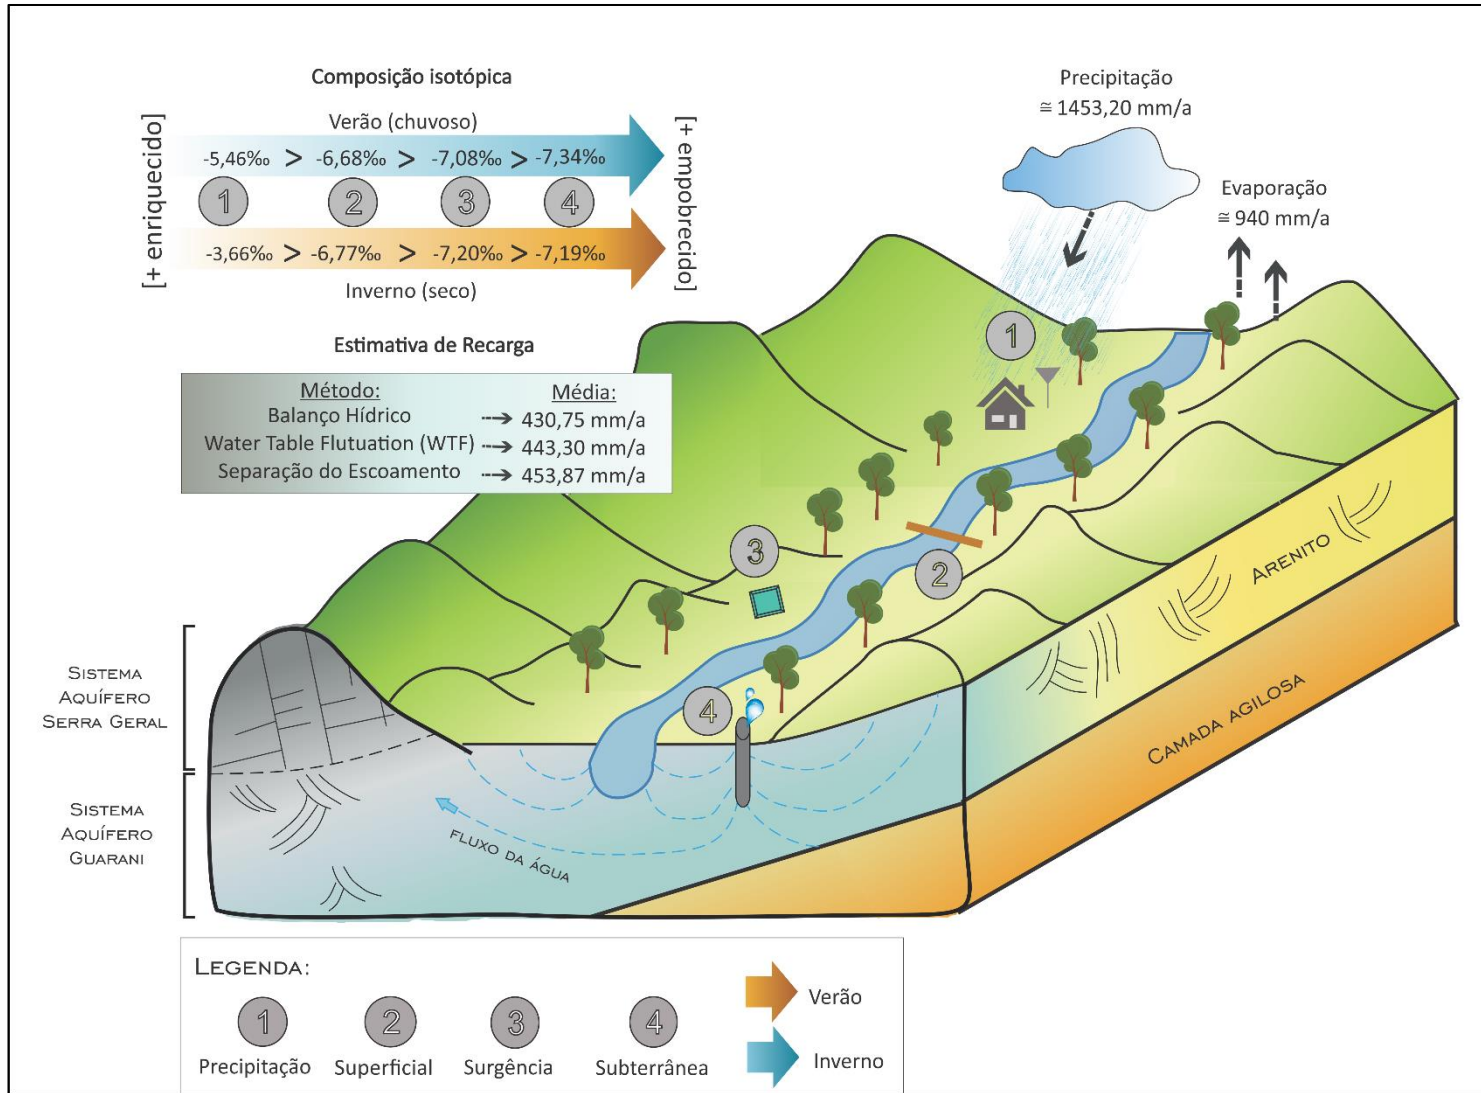 Composição isotópica
Verão (chuvoso)
[+ enriquecido]
-5,46‰ > -6,68‰ > -7,08‰ > -7,34‰
1 2 3 4
-3,66‰ > -6,77‰ > -7,20‰ > -7,19‰
Inverno (seco)
[+ empobrecido]
Precipitação
≅ 1453,20 mm/a
Evaporação
≅ 940 mm/a
Estimativa de Recarga
Método: Média:
Balanço Hídrico 430,75 mm/a
Water Table Flutuation (WTF) 443,30 mm/a
Separação do Escoamento 453,87 mm/a
1
3
2
4
ARENITO
CAMADA AGILOSA
SISTEMA
AQUÍFERO
SERRA GERAL
SISTEMA
AQUÍFERO
GUARANI
FLUXO DA ÁGUA
LEGENDA:
1 2 3 4
Precipitação Superficial Surgência Subterrânea
Verão
Inverno